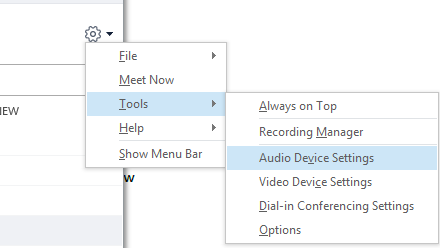 File
Meet Now
IEW
Tools
Always on Top
Help
Recording Manager
Show Menu Bar
Audio Device Settings
w
Video Device Settings
Dial-in Conferencing Settings
Options